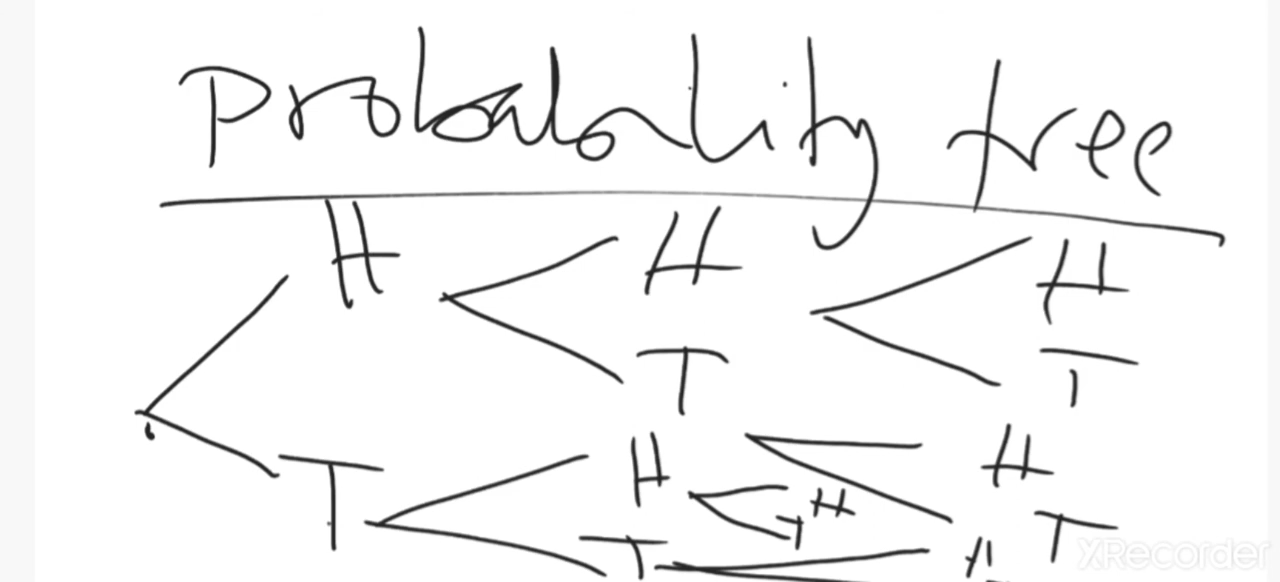 Probability tree
H H H
T T
H H
T H
T T T H
XRecorder